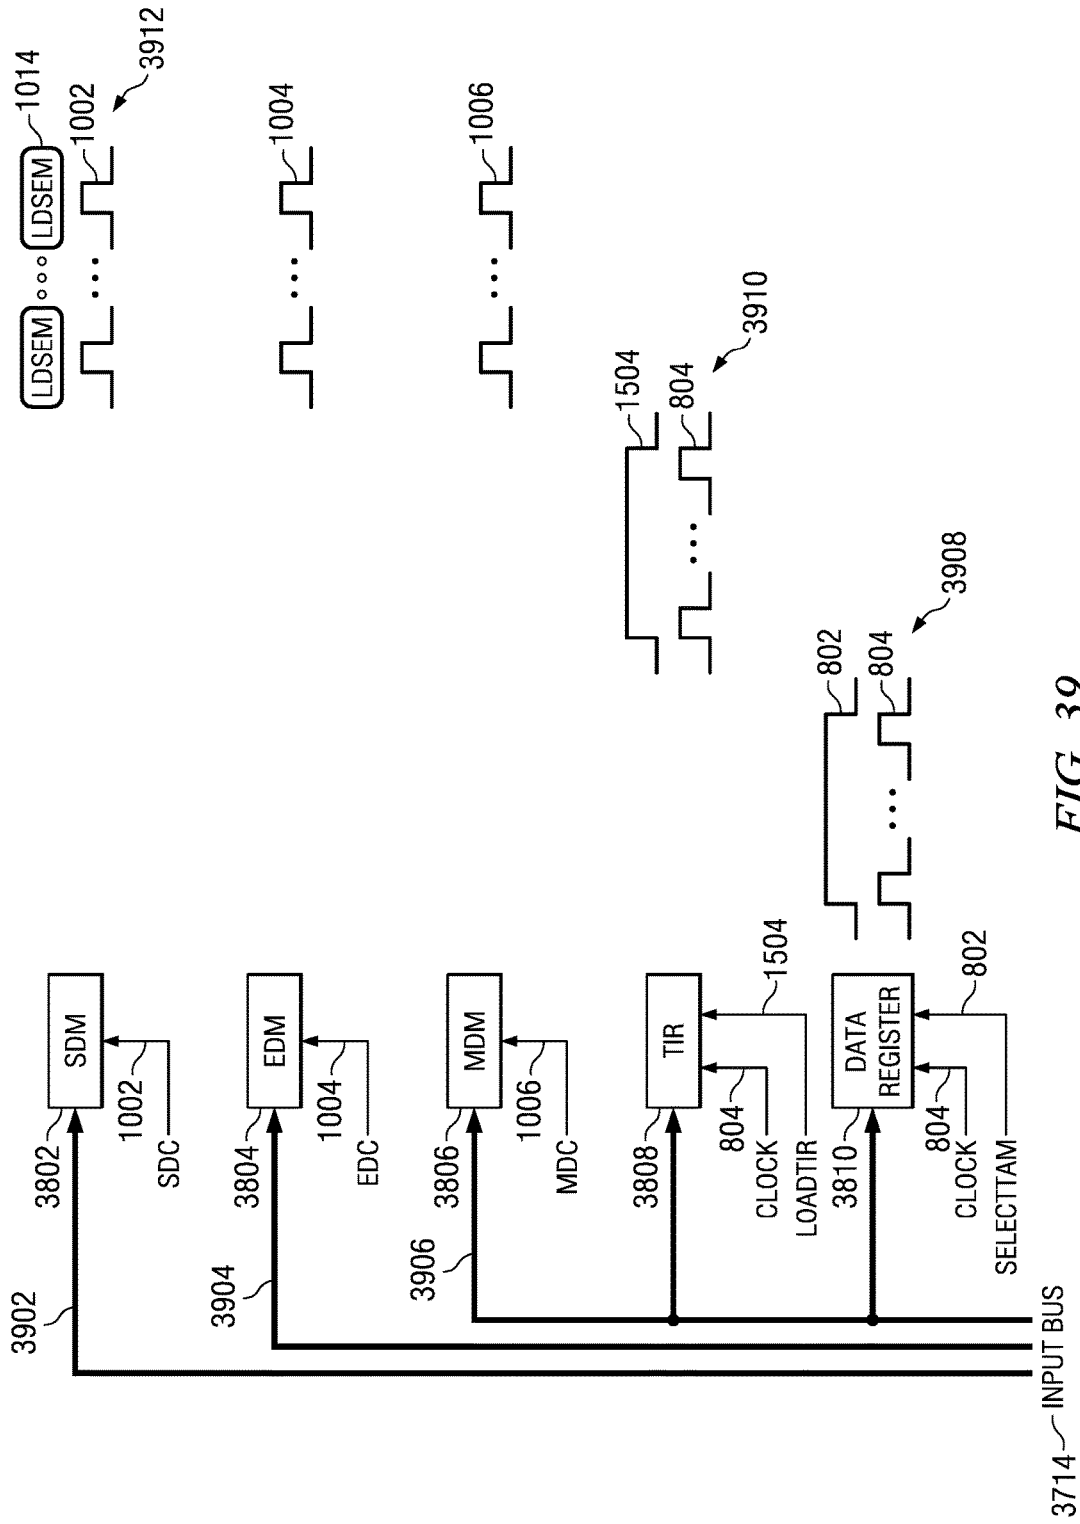 3902
3802
SDM
LDSEM
LDSEM
1014
1002
1002
3912
SDC
3904
3804
EDM
1004
1004
EDC
3906
3806
MDM
1006
1006
MDC
3808
TIR
1504
804
804
3910
CLOCK
1504
LOADTIR
3810
DATA
REGISTER
802
804
804
3908
CLOCK
802
SELECTTAM
3714
INPUT BUS
FIG. 39